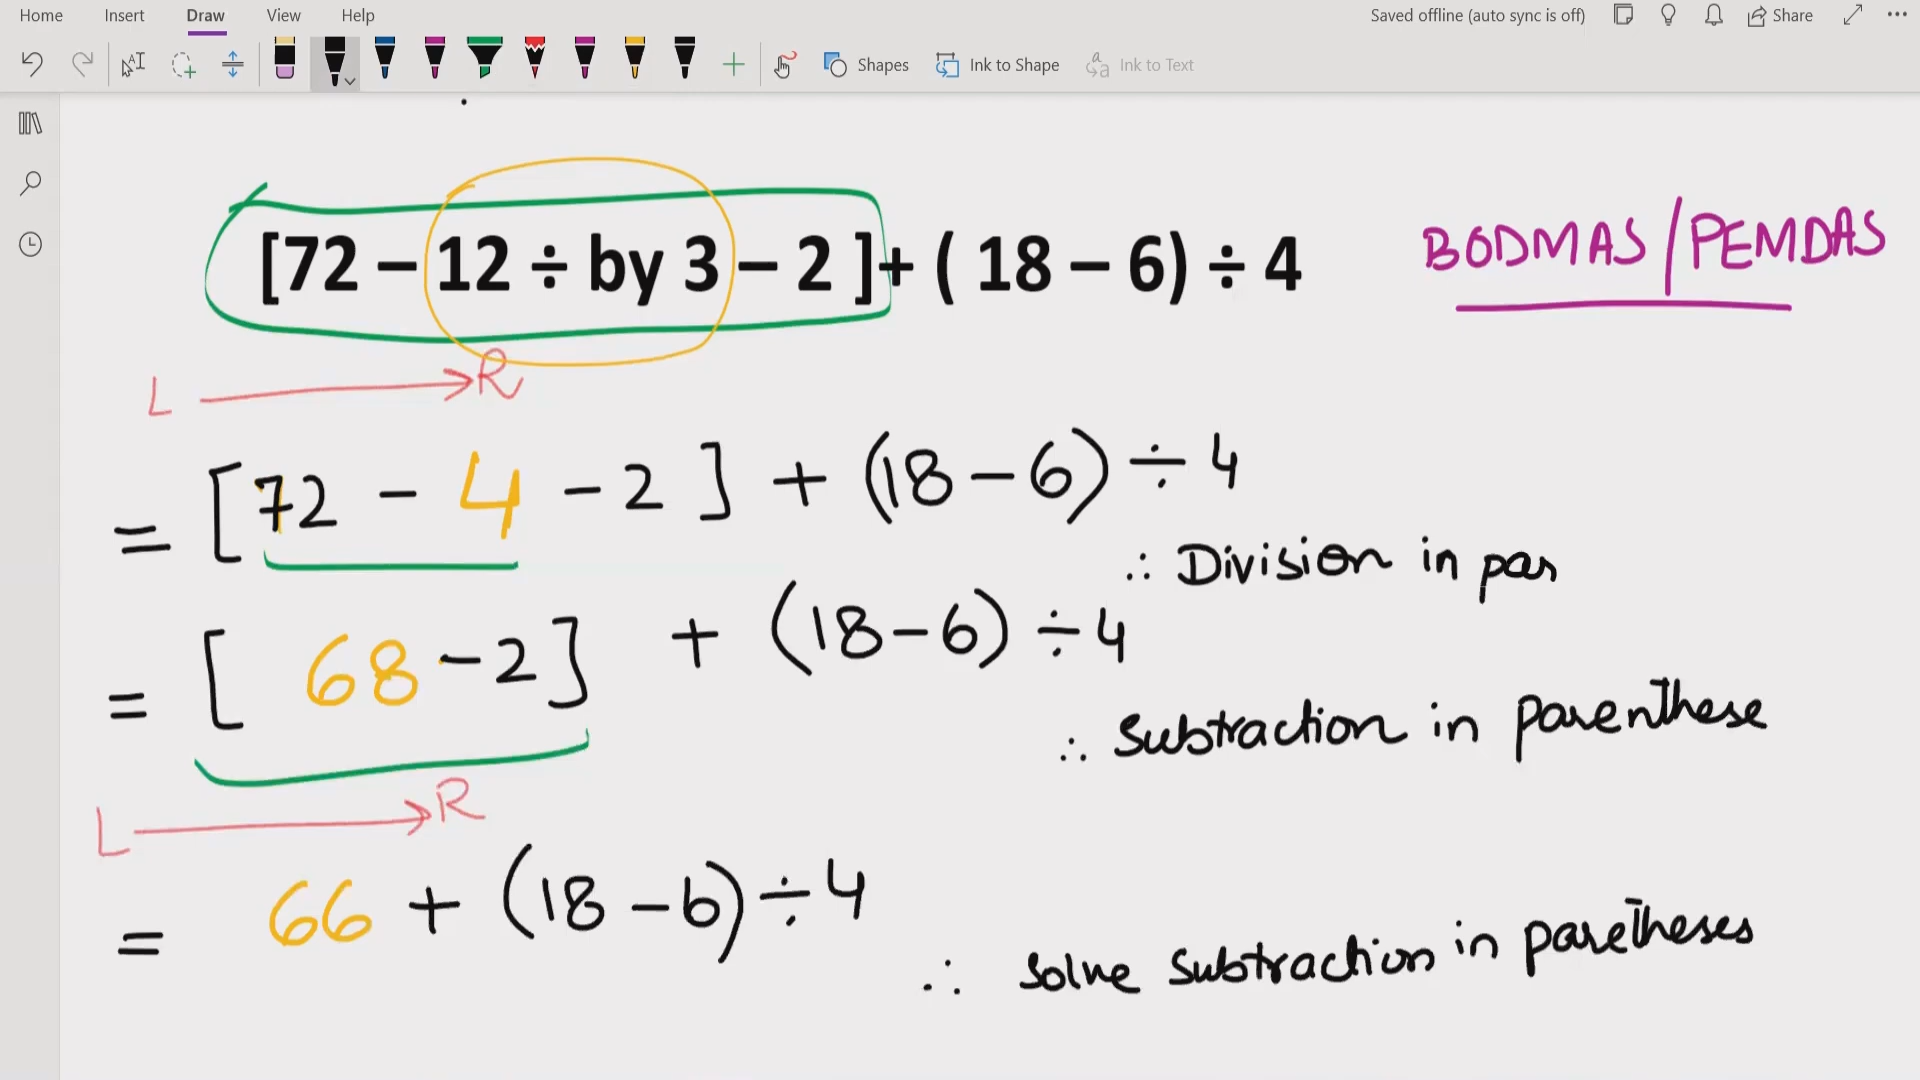 Home Insert Draw View Help Saved offline (auto sync is off) Share
Shapes Ink to Shape Ink to Text
[72 – 12 ÷ by 3 – 2 ]+ ( 18 – 6) ÷ 4
BODMAS/PEMDAS
L R
= [72 - 4 - 2] + (18 - 6) ÷ 4
∴ Division in par
= [ 68 - 2] + (18 - 6) ÷ 4
∴ Subtraction in parenthese
L R
= 66 + (18 - 6) ÷ 4
∴ Solve Subtraction in paretheses